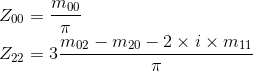 Z_{00} = \frac{m_{00}}{\pi}
Z_{22} = 3\frac{m_{02} - m_{20} - 2 \times i \times m_{11}}{\pi}